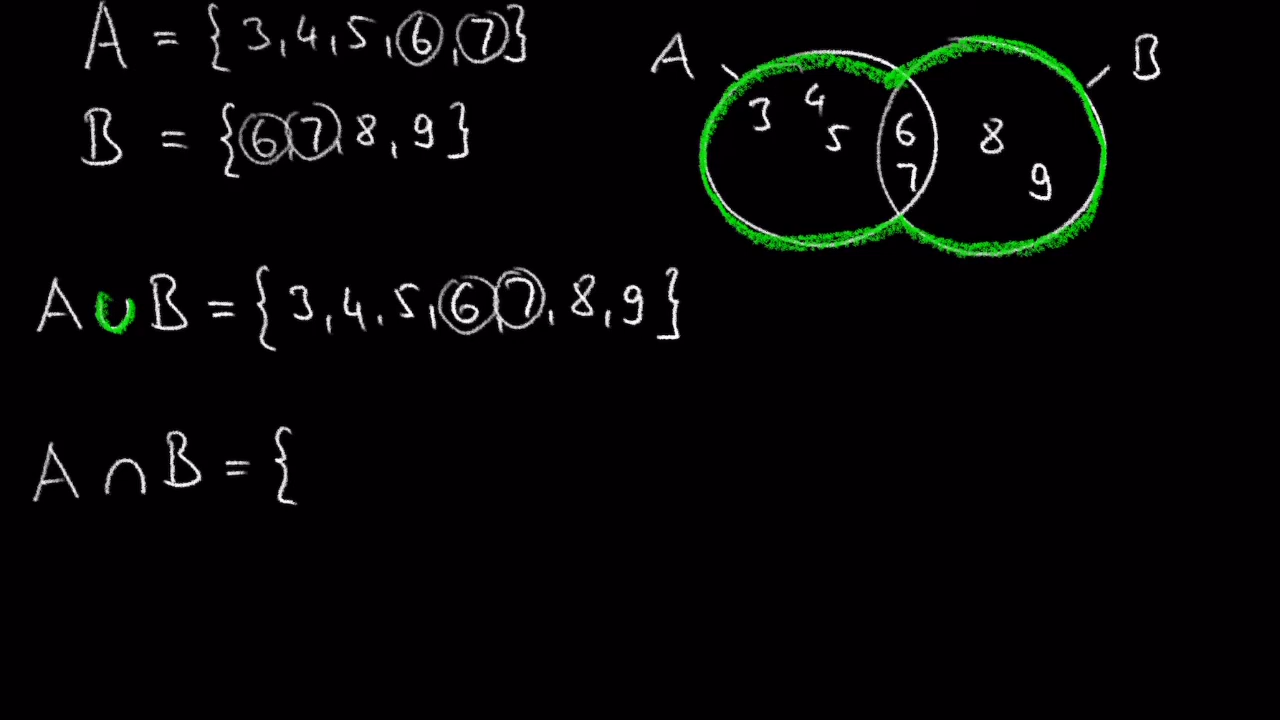 A = {3,4,5,6,7}
B = {6,7,8,9}
A B
3 4 5 6 7 8 9
A∪B = {3,4,5,6,7,8,9}
A∩B = {